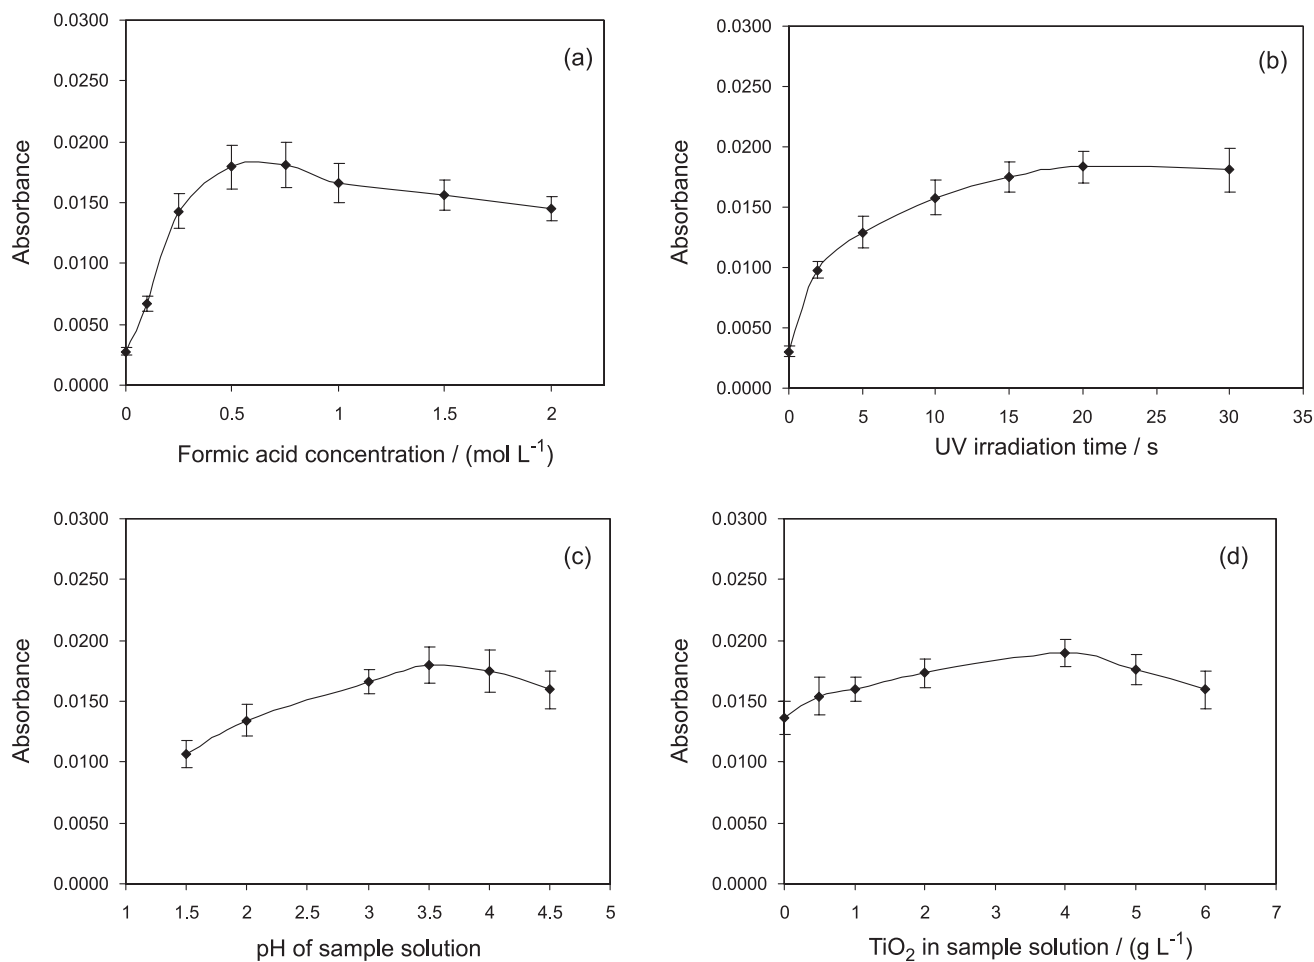 0.0300
0.0250
0.0200
0.0150
0.0100
0.0050
0.0000
Absorbance
(a)
0 0.5 1 1.5 2
Formic acid concentration / (mol L⁻¹)
0.0300
0.0250
0.0200
0.0150
0.0100
0.0050
0.0000
Absorbance
(b)
0 5 10 15 20 25 30 35
UV irradiation time / s
0.0300
0.0250
0.0200
0.0150
0.0100
0.0050
0.0000
Absorbance
(c)
1 1.5 2 2.5 3 3.5 4 4.5 5
pH of sample solution
0.0300
0.0250
0.0200
0.0150
0.0100
0.0050
0.0000
Absorbance
(d)
0 1 2 3 4 5 6 7
TiO₂ in sample solution / (g L⁻¹)